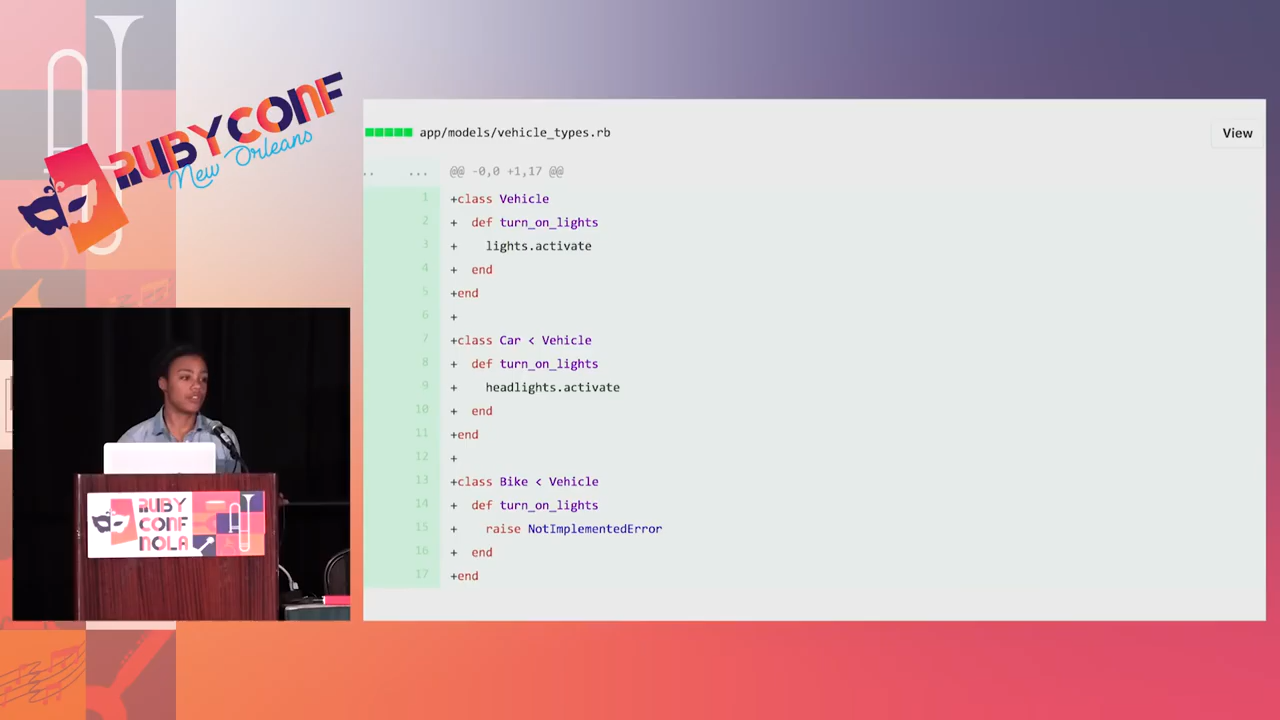 RUBYCONF
New Orleans
app/models/vehicle_types.rb
View
.. ... @@ -0,0 +1,17 @@
1 +class Vehicle
2 + def turn_on_lights
3 + lights.activate
4 + end
5 +end
6 +
7 +class Car < Vehicle
8 + def turn_on_lights
9 + headlights.activate
10 + end
11 +end
12 +
13 +class Bike < Vehicle
14 + def turn_on_lights
15 + raise NotImplementedError
16 + end
17 +end
RUBY
CONF
NOLA